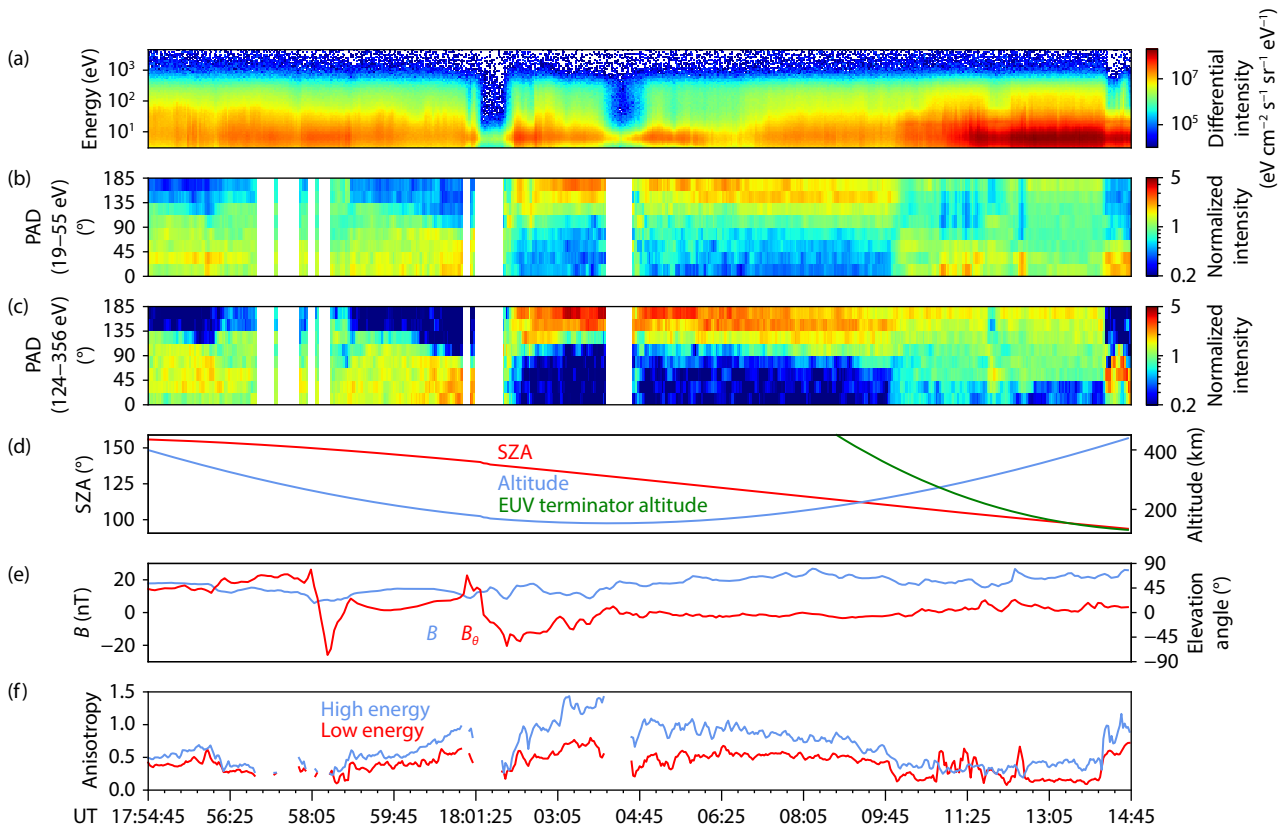 (a)
Energy (eV)
10³
10²
10¹
10⁷
10⁵
Differential
intensity
(eV cm⁻² s⁻¹ sr¹ eV⁻¹)
(b)
PAD
(19–55 eV)
(°)
185
135
90
45
0
5
1
0.2
Normalized
intensity
(c)
PAD
(124–356 eV)
(°)
185
135
90
45
0
5
1
0.2
Normalized
intensity
(d)
SZA (°)
150
125
100
SZA
Altitude
EUV terminator altitude
400
200
Altitude (km)
(e)
B (nT)
20
0
−20
B
Bθ
90
45
0
−45
−90
Elevation
angle (°)
(f)
Anisotropy
1.5
1.0
0.5
0.0
High energy
Low energy
UT 17:54:45 56:25 58:05 59:45 18:01:25 03:05 04:45 06:25 08:05 09:45 11:25 13:05 14:45